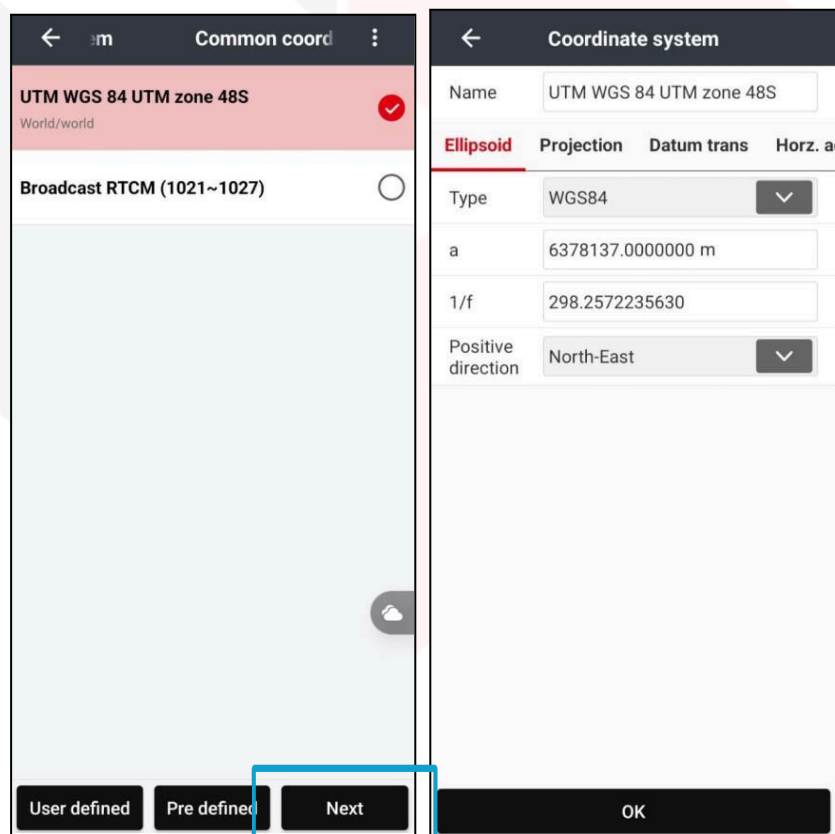 Common coord
UTM WGS 84 UTM zone 48S
World/world
Broadcast RTCM (1021~1027)
User defined
Pre defined
Next
Coordinate system
Name
UTM WGS 84 UTM zone 48S
Ellipsoid
Projection
Datum trans
Horz.
Type
WGS84
a
6378137.0000000 m
1/f
298.2572235630
Positive
direction
North-East
OK